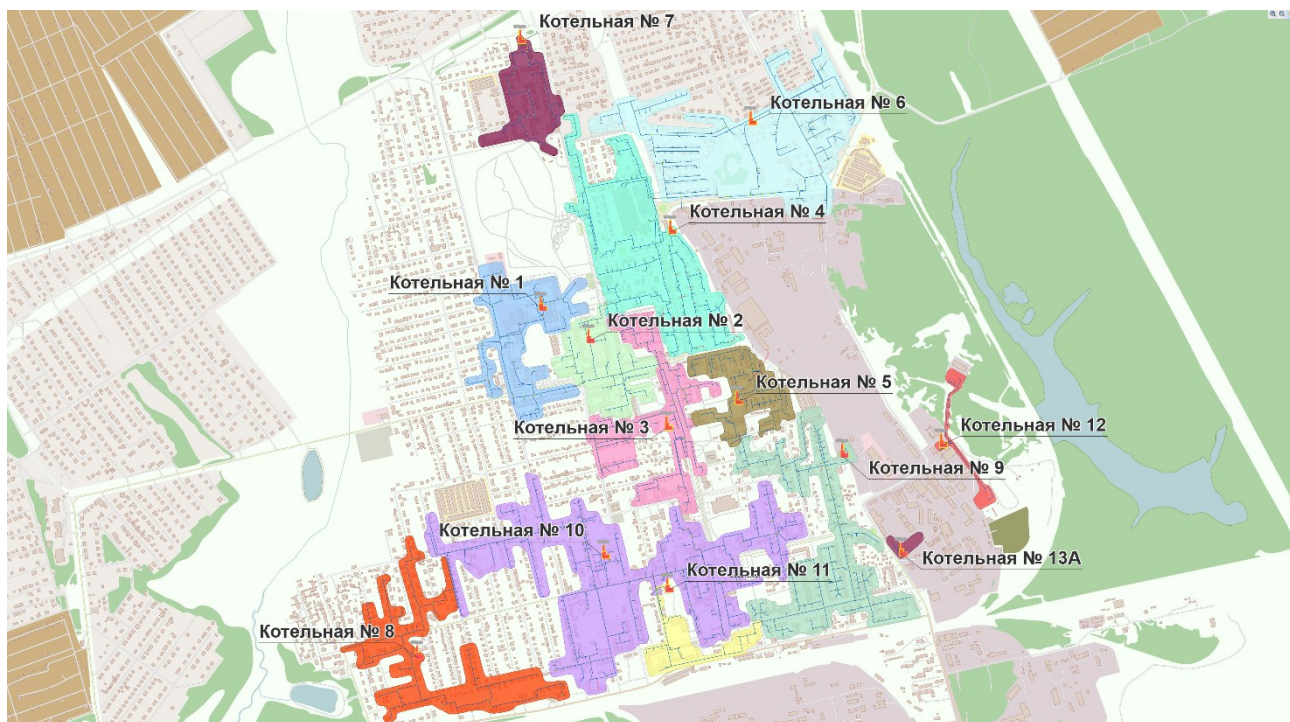 Котельная № 7
Котельная № 6
Котельная № 4
Котельная № 1
Котельная № 2
Котельная № 5
Котельная № 3
Котельная № 12
Котельная № 9
Котельная № 10
Котельная № 13А
Котельная № 11
Котельная № 8